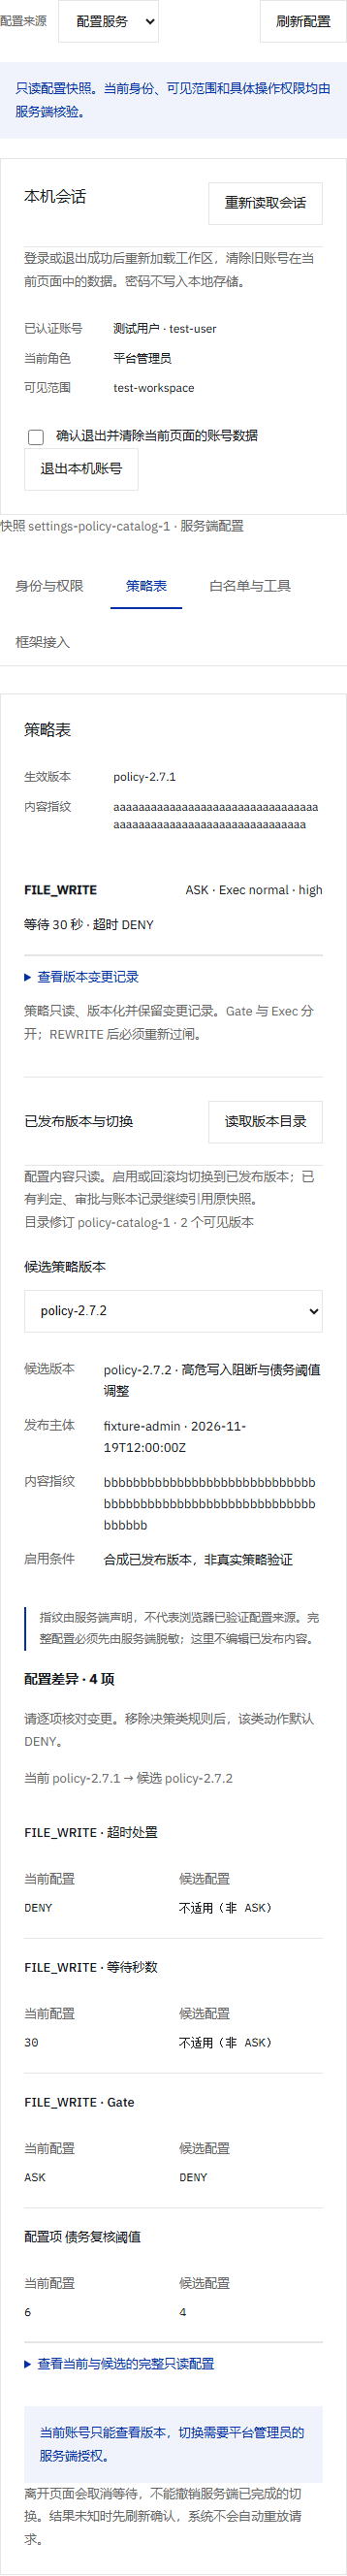 配置来源 配置服务 刷新配置
只读配置快照。当前身份、可见范围和具体操作权限均由
服务端核验。
本机会话 重新读取会话
登录或退出成功后重新加载工作区，清除旧账号在当
前页面中的数据。密码不写入本地存储。
已认证账号 测试用户 · test-user
当前角色 平台管理员
可见范围 test-workspace
确认退出并清除当前页面的账号数据
退出本机账号
快照 settings-policy-catalog-1 · 服务端配置
身份与权限 策略表 白名单与工具
框架接入
策略表
生效版本 policy-2.7.1
内容指纹 aaaaaaaaaaaaaaaaaaaaaaaaaaaaaaaaa
aaaaaaaaaaaaaaaaaaaaaaaaaaaaaaa
FILE_WRITE ASK · Exec normal · high
等待 30 秒 · 超时 DENY
查看版本变更记录
策略只读、版本化并保留变更记录。Gate 与 Exec 分
开；REWRITE 后必须重新过闸。
已发布版本与切换 读取版本目录
配置内容只读。启用或回滚均切换到已发布版本；已
有判定、审批与账本记录继续引用原快照。
目录修订 policy-catalog-1 · 2 个可见版本
候选策略版本
policy-2.7.2
候选版本 policy-2.7.2 · 高危写入阻断与债务阈值
调整
发布主体 fixture-admin · 2026-11-
19T12:00:00Z
内容指纹 bbbbbbbbbbbbbbbbbbbbbbbbbbbbb
bbbbbbbbbbbbbbbbbbbbbbbbbbbbb
bbbbbb
启用条件 合成已发布版本，非真实策略验证
指纹由服务端声明，不代表浏览器已验证配置来源。完
整配置必须先由服务端脱敏；这里不编辑已发布内容。
配置差异 · 4 项
请逐项核对变更。移除决策类规则后，该类动作默认
DENY。
当前 policy-2.7.1 → 候选 policy-2.7.2
FILE_WRITE · 超时处置
当前配置 候选配置
DENY 不适用（非 ASK）
FILE_WRITE · 等待秒数
当前配置 候选配置
30 不适用（非 ASK）
FILE_WRITE · Gate
当前配置 候选配置
ASK DENY
配置项 债务复核阈值
当前配置 候选配置
6 4
查看当前与候选的完整只读配置
当前账号只能查看版本，切换需要平台管理员的
服务端授权。
离开页面会取消等待，不能撤销服务端已完成的切
换。结果未知时先刷新确认，系统不会自动重放请
求。